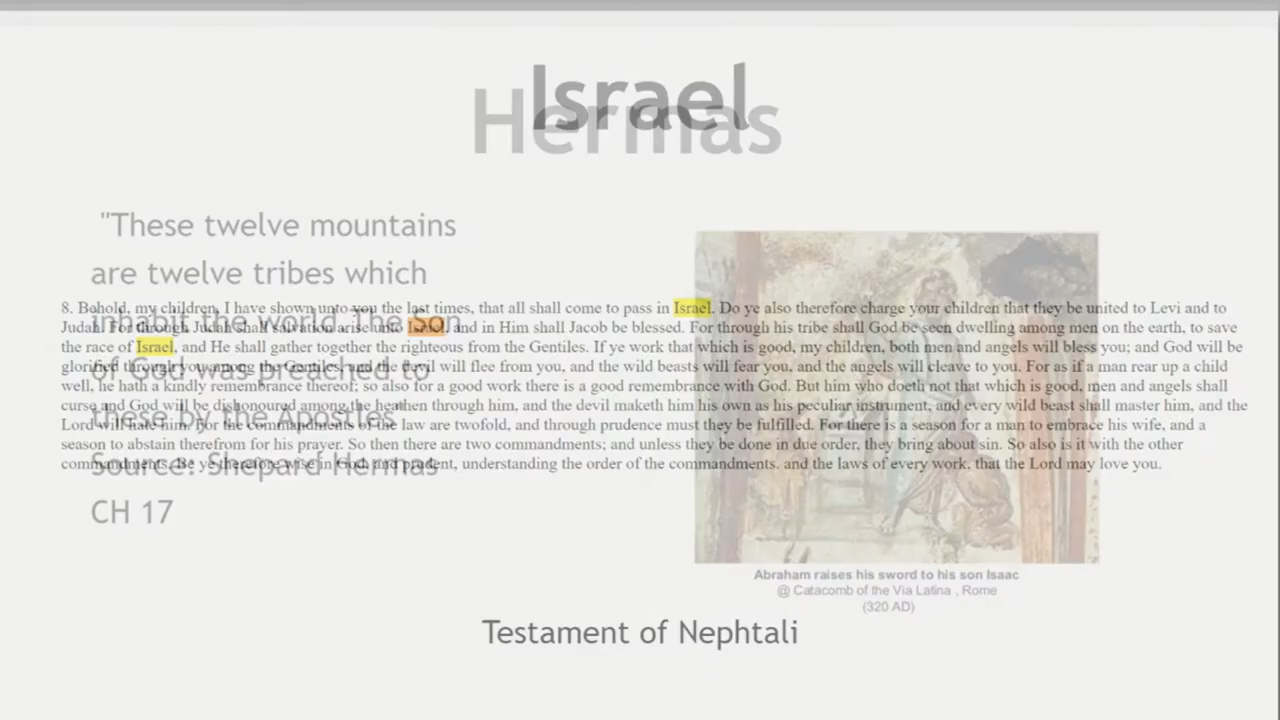 Israel
Hermas
"These twelve mountains
are twelve tribes which
inhabit the world. The son
of God was preached to
these by the Apostles"
Source: Shepard Hermas
CH 17
8. Behold, my children, I have shown unto you the last times, that all shall come to pass in Israel. Do ye also therefore charge your children that they be united to Levi and to
Judah. For through Judah shall salvation arise unto Israel, and in Him shall Jacob be blessed. For through his tribe shall God be seen dwelling among men on the earth, to save
the race of Israel, and He shall gather together the righteous from the Gentiles. If ye work that which is good, my children, both men and angels will bless you; and God will be
glorified through you among the Gentiles, and the devil will flee from you, and the wild beasts will fear you, and the angels will cleave to you. For as if a man rear up a child
well, he hath a kindly remembrance thereof; so also for a good work there is a good remembrance with God. But him who doeth not that which is good, men and angels shall
curse and God will be dishonoured among the heathen through him, and the devil maketh him his own as his peculiar instrument, and every wild beast shall master him, and the
Lord will hate him. For the commandments of the law are twofold, and through prudence must they be fulfilled. For there is a season for a man to embrace his wife, and a
season to abstain therefrom for his prayer. So then there are two commandments; and unless they be done in due order, they bring about sin. So also is it with the other
commandments. Be ye therefore wise in God and prudent, understanding the order of the commandments. and the laws of every work, that the Lord may love you.
Abraham raises his sword to his son Isaac
@ Catacomb of the Via Latina , Rome
(320 AD)
Testament of Nephtali